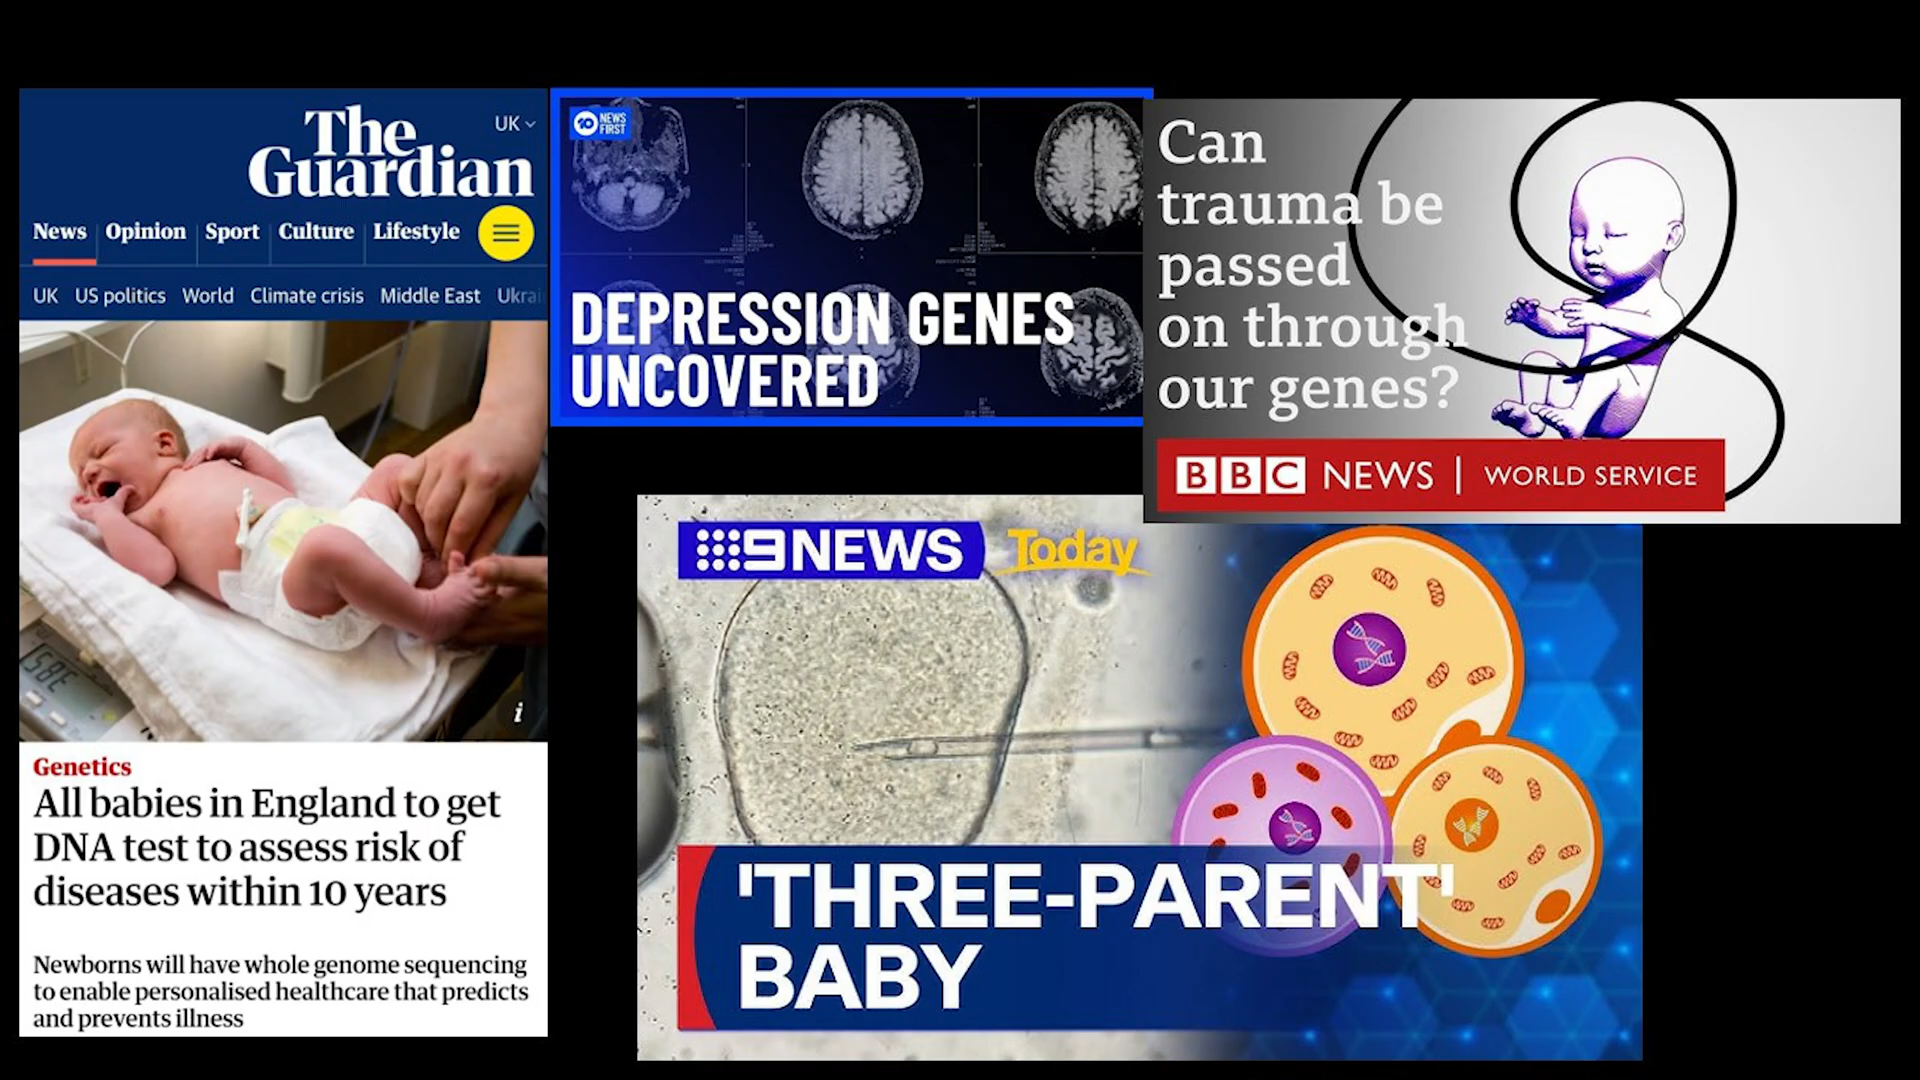 The
Guardian
UK
News Opinion Sport Culture Lifestyle
UK US politics World Climate crisis Middle East Ukrai
i
Genetics
All babies in England to get
DNA test to assess risk of
diseases within 10 years
Newborns will have whole genome sequencing
to enable personalised healthcare that predicts
and prevents illness
10 NEWS
FIRST
DEPRESSION GENES
UNCOVERED
Can
trauma be
passed
on through
our genes?
BBC NEWS | WORLD SERVICE
9NEWS Today
'THREE-PARENT'
BABY